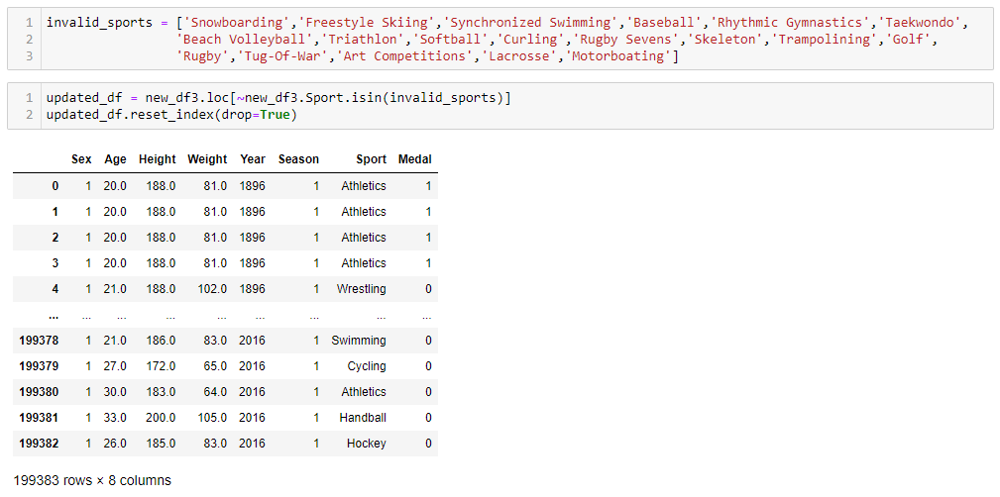 1 invalid_sports = ['Snowboarding','Freestyle Skiing','Synchronized Swimming','Baseball','Rhythmic Gymnastics','Taekwondo',
2 'Beach Volleyball','Triathlon','Softball','Curling','Rugby Sevens','Skeleton','Trampolining','Golf',
3 'Rugby','Tug-Of-War','Art Competitions','Lacrosse','Motorboating']
1 updated_df = new_df3.loc[~new_df3.Sport.isin(invalid_sports)]
2 updated_df.reset_index(drop=True)
Sex Age Height Weight Year Season Sport Medal
0 1 20.0 188.0 81.0 1896 1 Athletics 1
1 1 20.0 188.0 81.0 1896 1 Athletics 1
2 1 20.0 188.0 81.0 1896 1 Athletics 1
3 1 20.0 188.0 81.0 1896 1 Athletics 1
4 1 21.0 188.0 102.0 1896 1 Wrestling 0
... ... ... ... ... ... ... ... ...
199378 1 21.0 186.0 83.0 2016 1 Swimming 0
199379 1 27.0 172.0 65.0 2016 1 Cycling 0
199380 1 30.0 183.0 64.0 2016 1 Athletics 0
199381 1 33.0 200.0 105.0 2016 1 Handball 0
199382 1 26.0 185.0 83.0 2016 1 Hockey 0
199383 rows × 8 columns